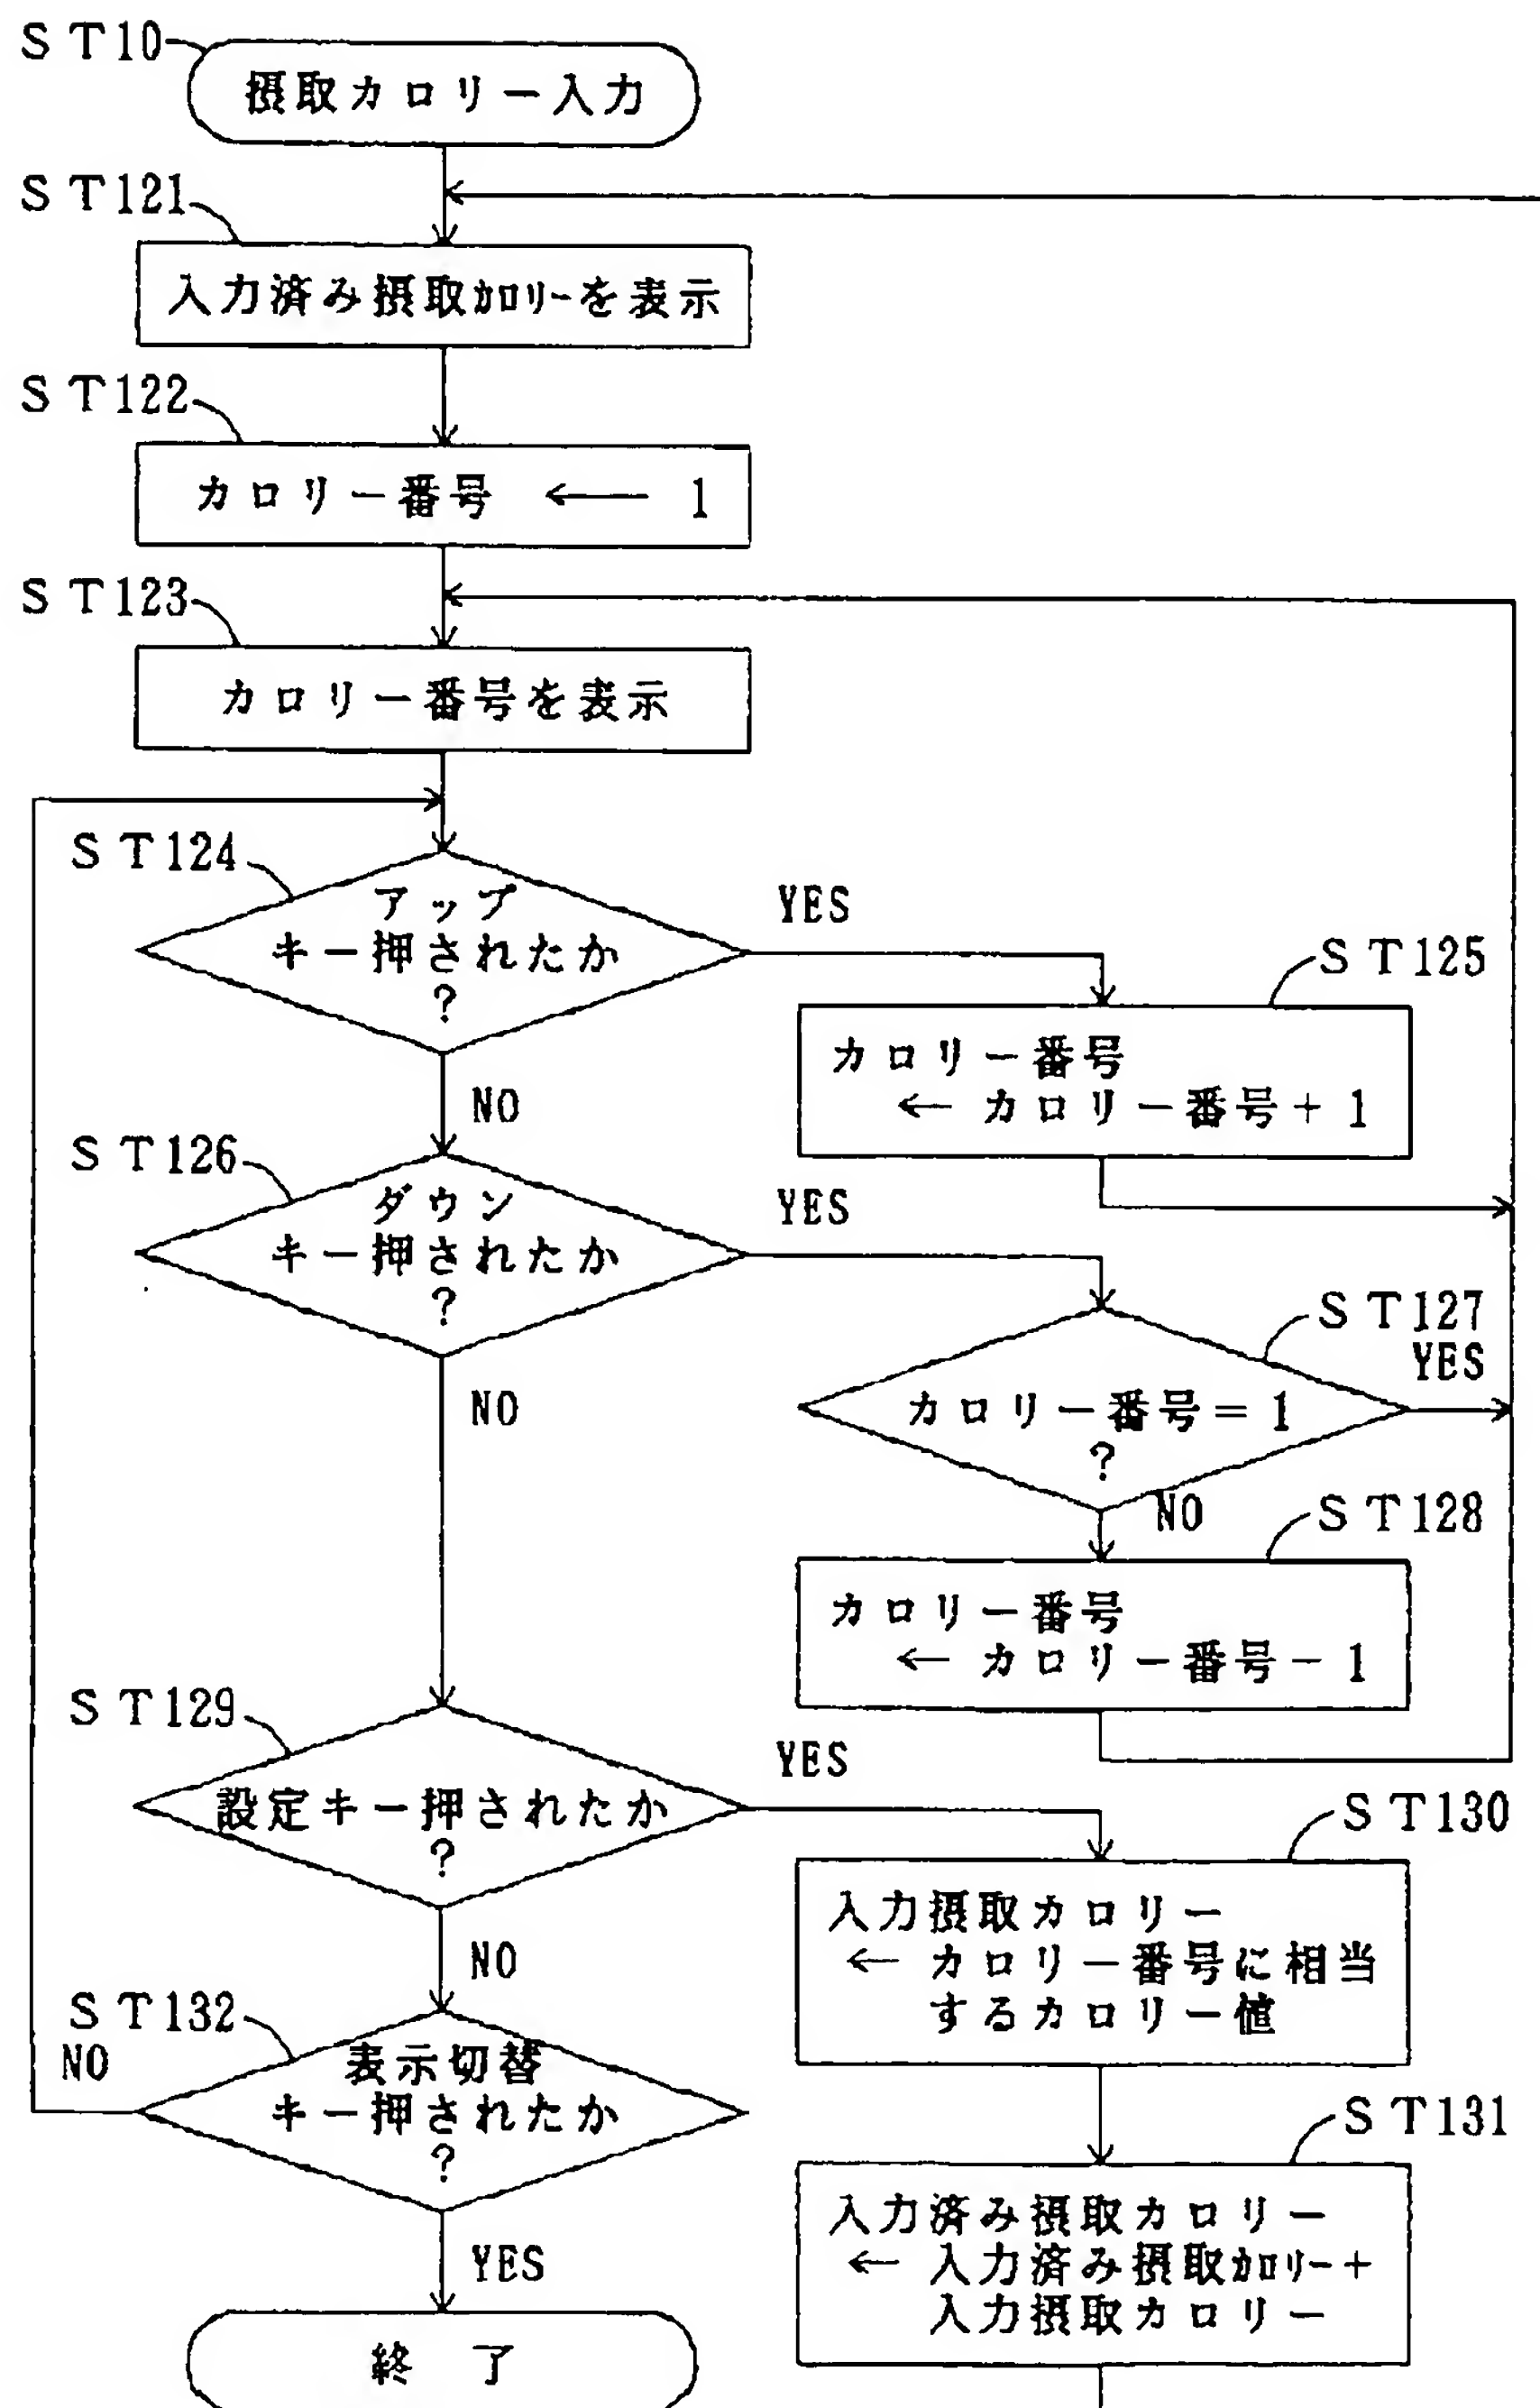 ST10
摂取カロリー入力
ST121
入力済み摂取カロリーを表示
ST122
カロリー番号 ← 1
ST123
カロリー番号を表示
ST124
アップ
キー押されたか
?
YES
NO
ST125
カロリー番号
← カロリー番号+1
ST126
ダウン
キー押されたか
?
YES
NO
ST127
YES
カロリー番号=1
?
NO
ST128
カロリー番号
← カロリー番号-1
ST129
設定キー押されたか
?
YES
NO
ST130
入力摂取カロリー
← カロリー番号に相当
するカロリー値
ST132
NO
表示切替
キー押されたか
?
YES
ST131
入力済み摂取カロリー
← 入力済み摂取カロリー+
入力摂取カロリー
終 了